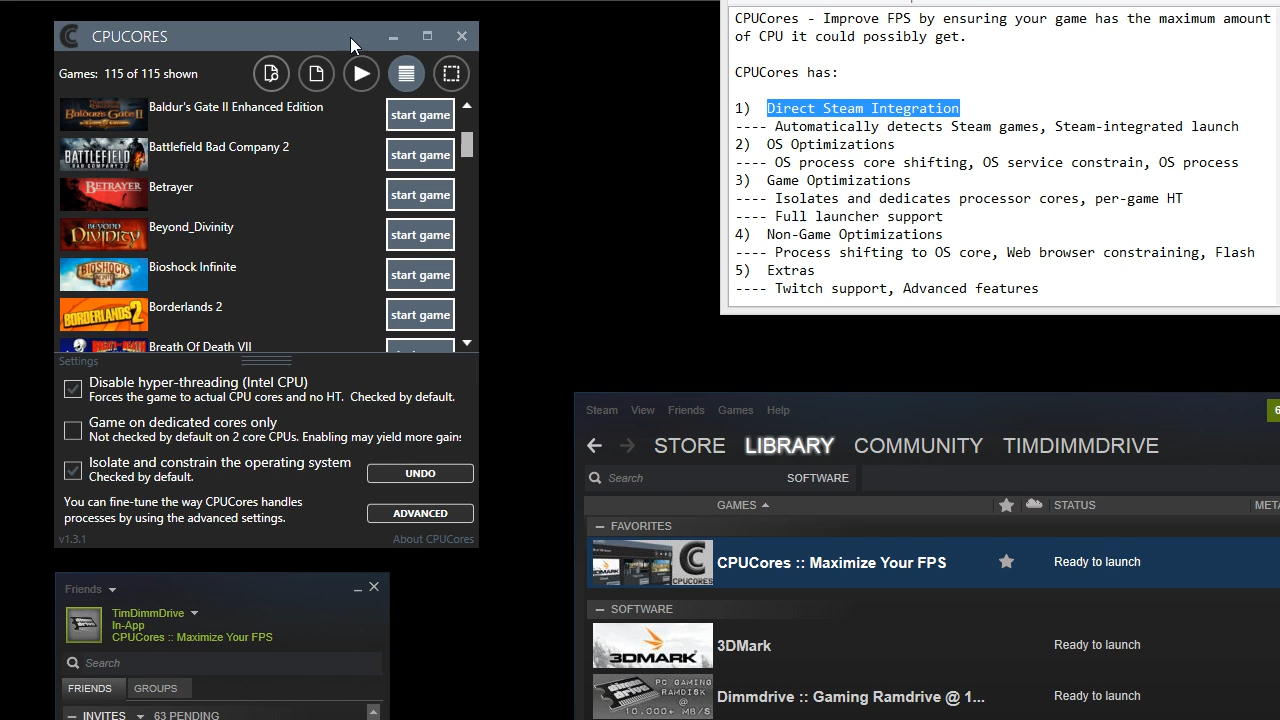 CPUCORES
Games: 115 of 115 shown
Baldur's Gate II Enhanced Edition
start game
Battlefield Bad Company 2
start game
Betrayer
start game
Beyond_Divinity
start game
Bioshock Infinite
start game
Borderlands 2
start game
Breath Of Death VII
Settings
Disable hyper-threading (Intel CPU)
Forces the game to actual CPU cores and no HT. Checked by default.
Game on dedicated cores only
Not checked by default on 2 core CPUs. Enabling may yield more gain
Isolate and constrain the operating system
Checked by default.
UNDO
You can fine-tune the way CPUCores handles
processes by using the advanced settings.
ADVANCED
v1.3.1
About CPUCores
CPUCores - Improve FPS by ensuring your game has the maximum amount
of CPU it could possibly get.
CPUCores has:
1) Direct Steam Integration
---- Automatically detects Steam games, Steam-integrated launch
2) OS Optimizations
---- OS process core shifting, OS service constrain, OS process
3) Game Optimizations
---- Isolates and dedicates processor cores, per-game HT
---- Full launcher support
4) Non-Game Optimizations
---- Process shifting to OS core, Web browser constraining, Flash
5) Extras
---- Twitch support, Advanced features
Friends
TimDimmDrive
In-App
CPUCores :: Maximize Your FPS
Search
FRIENDS GROUPS
INVITES 63 PENDING
Steam View Friends Games Help
STORE LIBRARY COMMUNITY TIMDIMMDRIVE
Search SOFTWARE
GAMES STATUS META
FAVORITES
CPUCores :: Maximize Your FPS Ready to launch
SOFTWARE
3DMARK
3DMark Ready to launch
Dimmdrive :: Gaming Ramdrive @ 1... Ready to launch